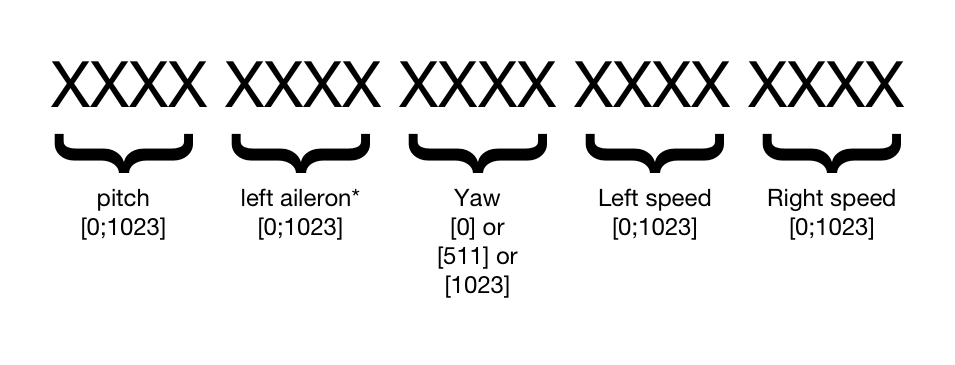 XXXX XXXX XXXX XXXX XXXX
pitch left aileron* Yaw Left speed Right speed
[0;1023] [0;1023] [0] or [0;1023] [0;1023]
[511] or
[1023]